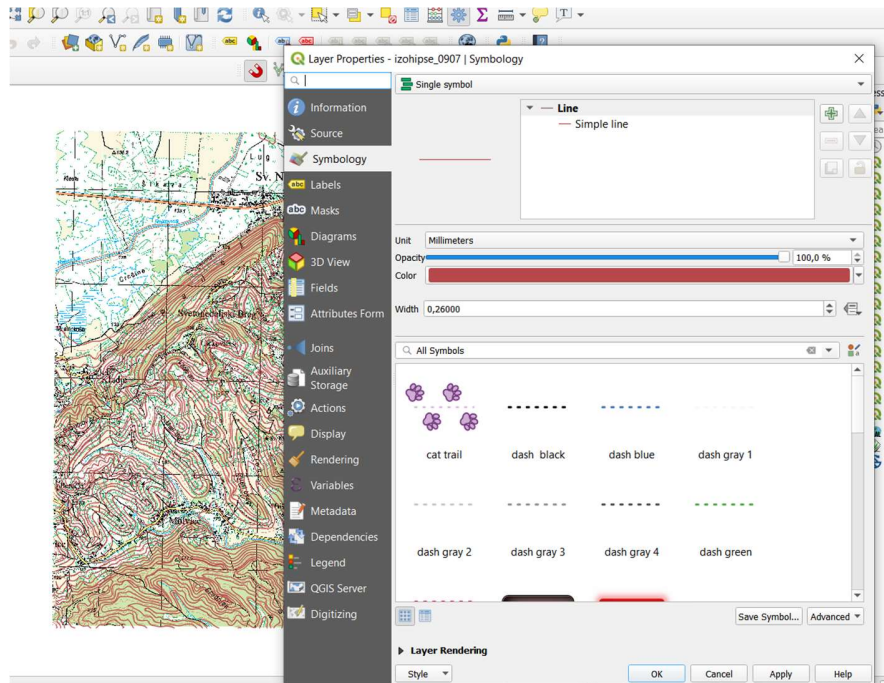 Layer Properties - izohipse_0907 | Symbology
Single symbol
Information
Source
Symbology
Labels
Masks
Diagrams
3D View
Fields
Attributes Form
Joins
Auxiliary
Storage
Actions
Display
Rendering
Variables
Metadata
Dependencies
Legend
QGIS Server
Digitizing
Line
Simple line
Unit Millimeters
Opacity 100,0 %
Color
Width 0,26000
All Symbols
cat trail dash  black dash blue dash gray 1
dash gray 2 dash gray 3 dash gray 4 dash green
Save Symbol... Advanced
Layer Rendering
Style OK Cancel Apply Help
Lug
Sv. N
Molvice